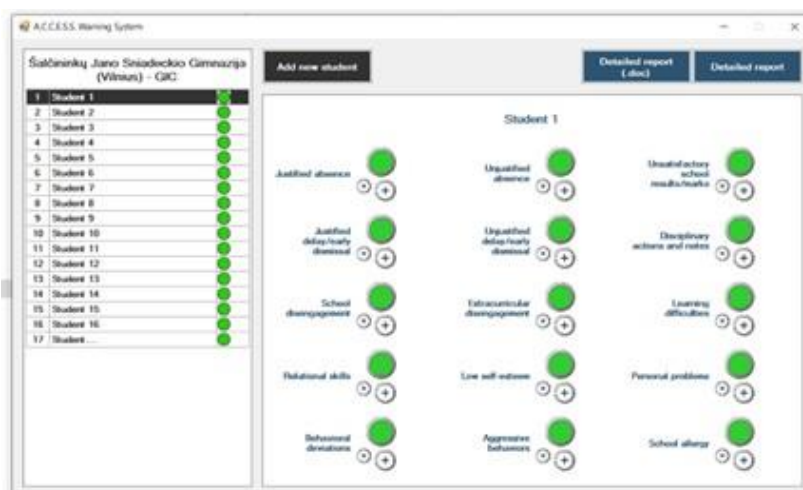 A.C.C.E.S.S. Warning System
Šalčininkų Jano Sniadeckio Gimnazija
(Vilnius) - GJC
Add new student
Detailed report
(.doc)
Detailed report
1 Student 1
2 Student 2
3 Student 3
4 Student 4
5 Student 5
6 Student 6
7 Student 7
8 Student 8
9 Student 9
10 Student 10
11 Student 11
12 Student 12
13 Student 13
14 Student 14
15 Student 15
16 Student 16
17 Student ...
Student 1
Justified absence
Unjustified
absence
Unsatisfactory
school
results/marks
Justified
delay/early
dismissal
Unjustified
delay/early
dismissal
Disciplinary
actions and notes
School
disengagement
Extracurricular
disengagement
Learning
difficulties
Relational skills
Low self-esteem
Personal problems
Behavioral
deviations
Aggressive
behaviors
School allergy